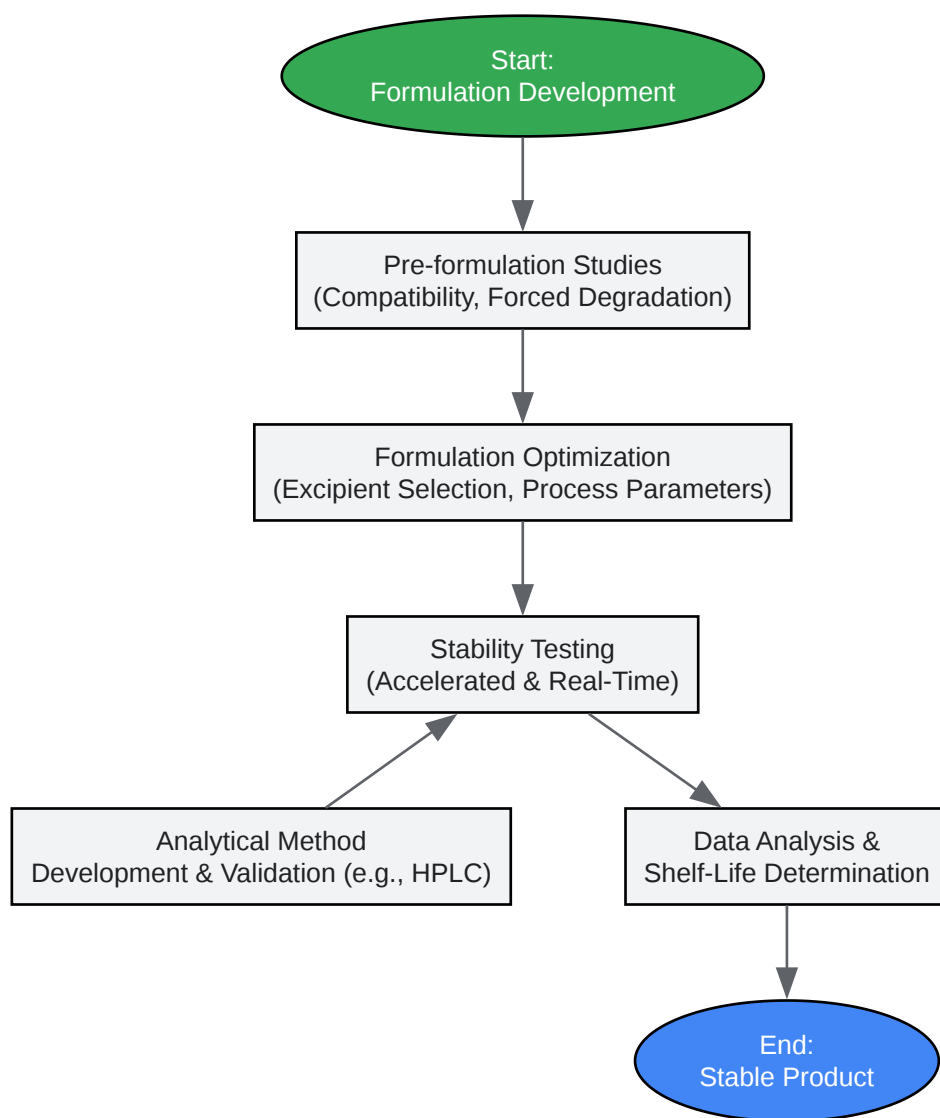 Start:
Formulation Development
Pre-formulation Studies
(Compatibility, Forced Degradation)
Formulation Optimization
(Excipient Selection, Process Parameters)
Stability Testing
(Accelerated & Real-Time)
Analytical Method
Development & Validation (e.g., HPLC)
Data Analysis &
Shelf-Life Determination
End:
Stable Product